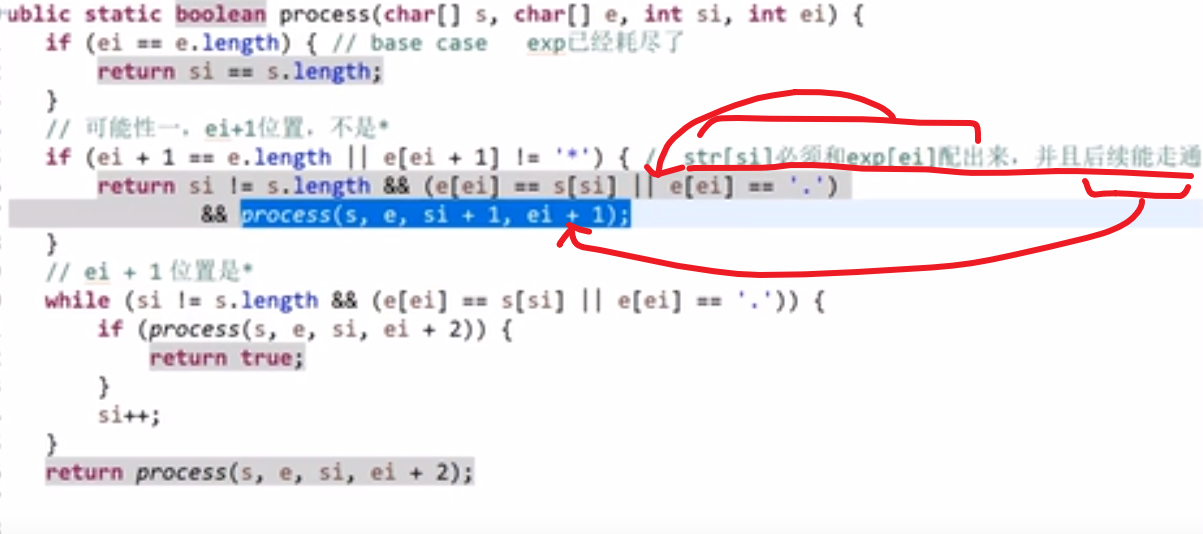 ublic static boolean process(char[] s, char[] e, int si, int ei) {
if (ei == e.length) { // base case exp已经耗尽了
return si == s.length;
}
// 可能性一，ei+1位置，不是*
if (ei + 1 == e.length || e[ei + 1] != '*') { // str[si]必须和exp[ei]配出来，并且后续能走通
return si != s.length && (e[ei] == s[si] || e[ei] == '.')
&& process(s, e, si + 1, ei + 1);
}
// ei + 1 位置是*
while (si != s.length && (e[ei] == s[si] || e[ei] == '.')) {
if (process(s, e, si, ei + 2)) {
return true;
}
si++;
}
return process(s, e, si, ei + 2);